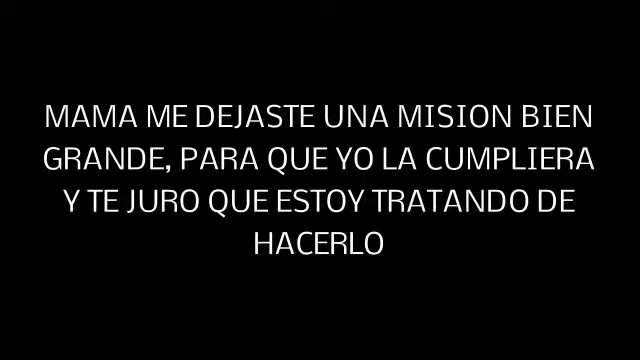 MAMA ME DEJASTE UNA MISION BIEN
GRANDE, PARA QUE YO LA CUMPLIERA
Y TE JURO QUE ESTOY TRATANDO DE
HACERLO